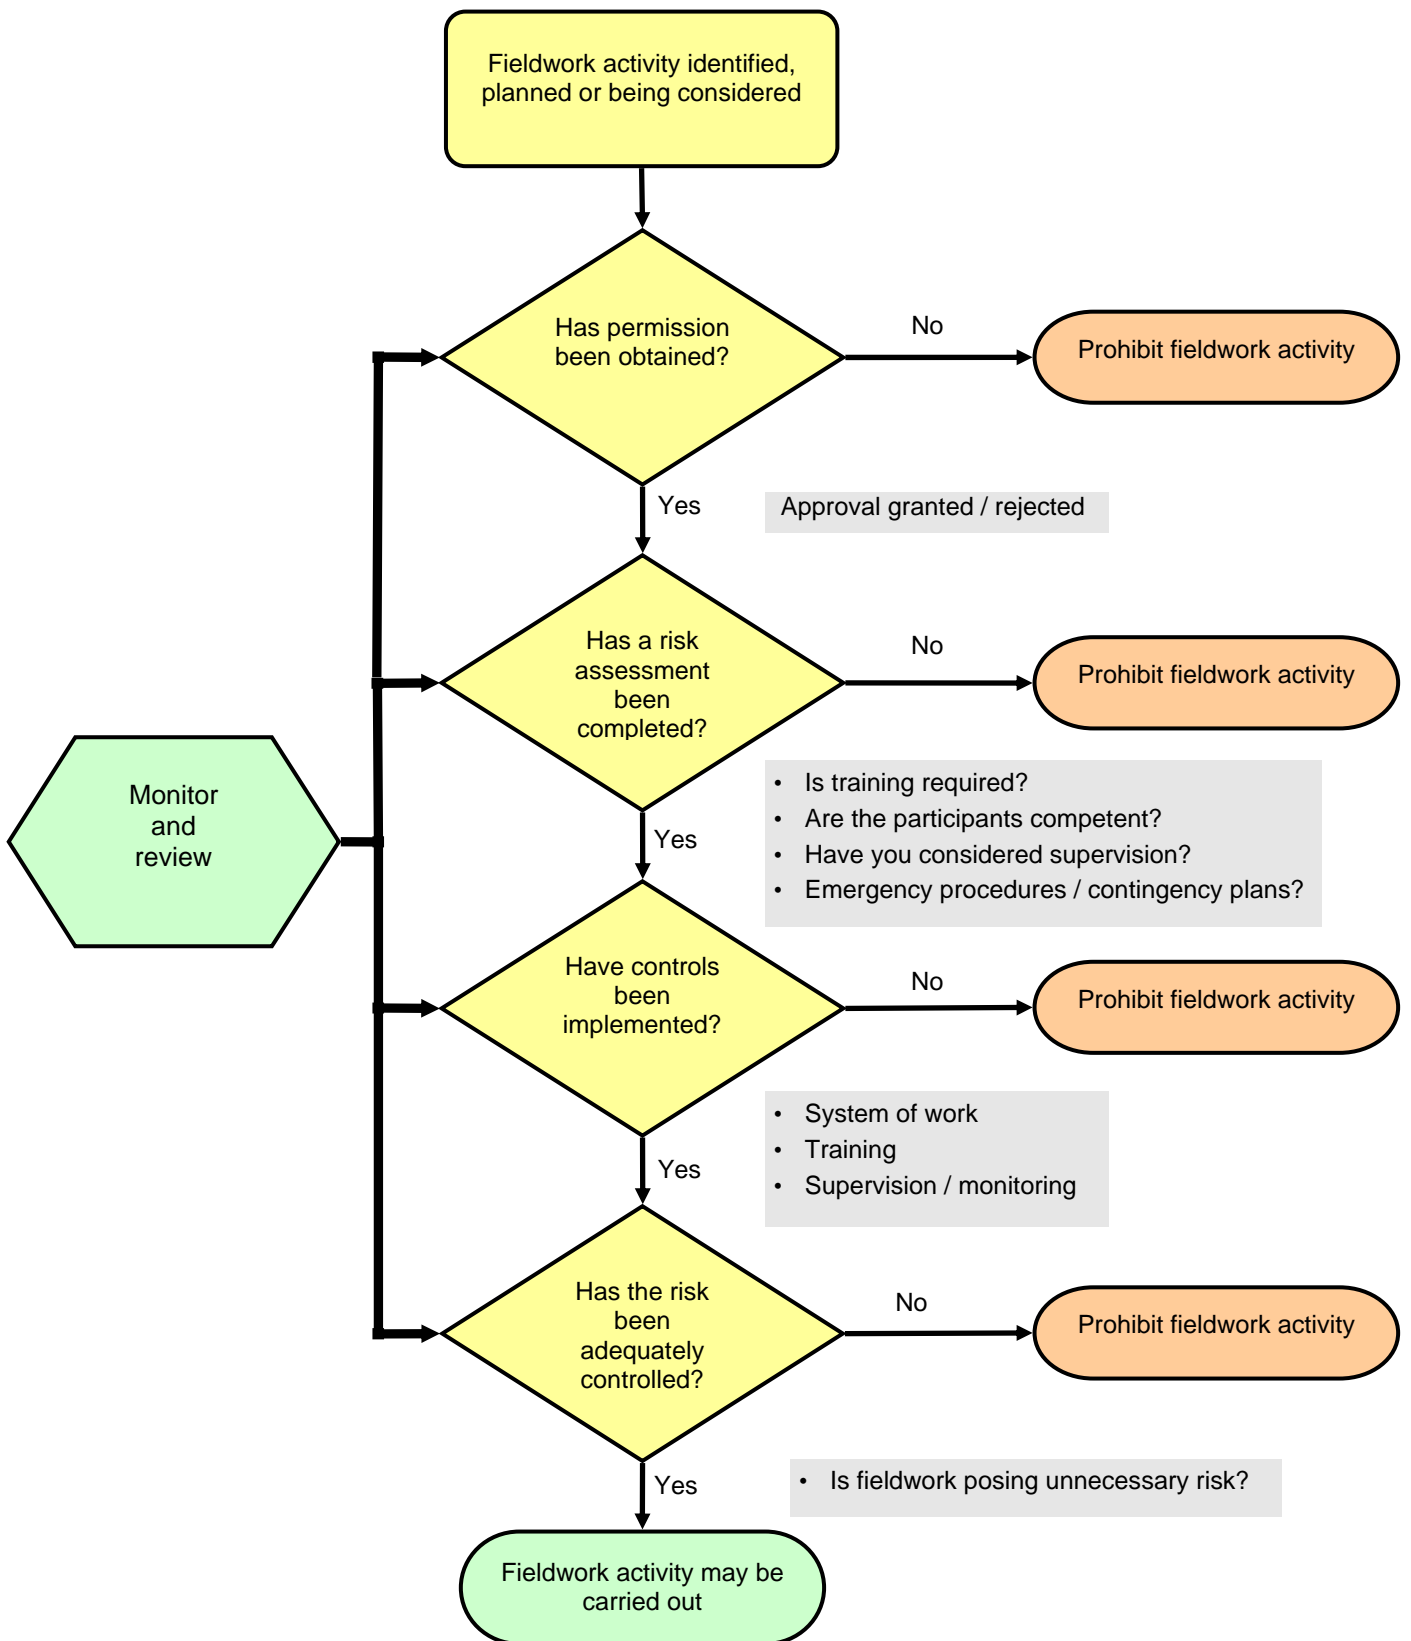 Fieldwork activity identified,
planned or being considered
Has permission
been obtained?
No
Prohibit fieldwork activity
Yes
Approval granted / rejected
Has a risk
assessment
been
completed?
No
Prohibit fieldwork activity
Monitor
and
review
Yes
• Is training required?
• Are the participants competent?
• Have you considered supervision?
• Emergency procedures / contingency plans?
Have controls
been
implemented?
No
Prohibit fieldwork activity
Yes
• System of work
• Training
• Supervision / monitoring
Has the risk
been
adequately
controlled?
No
Prohibit fieldwork activity
Yes
• Is fieldwork posing unnecessary risk?
Fieldwork activity may be
carried out